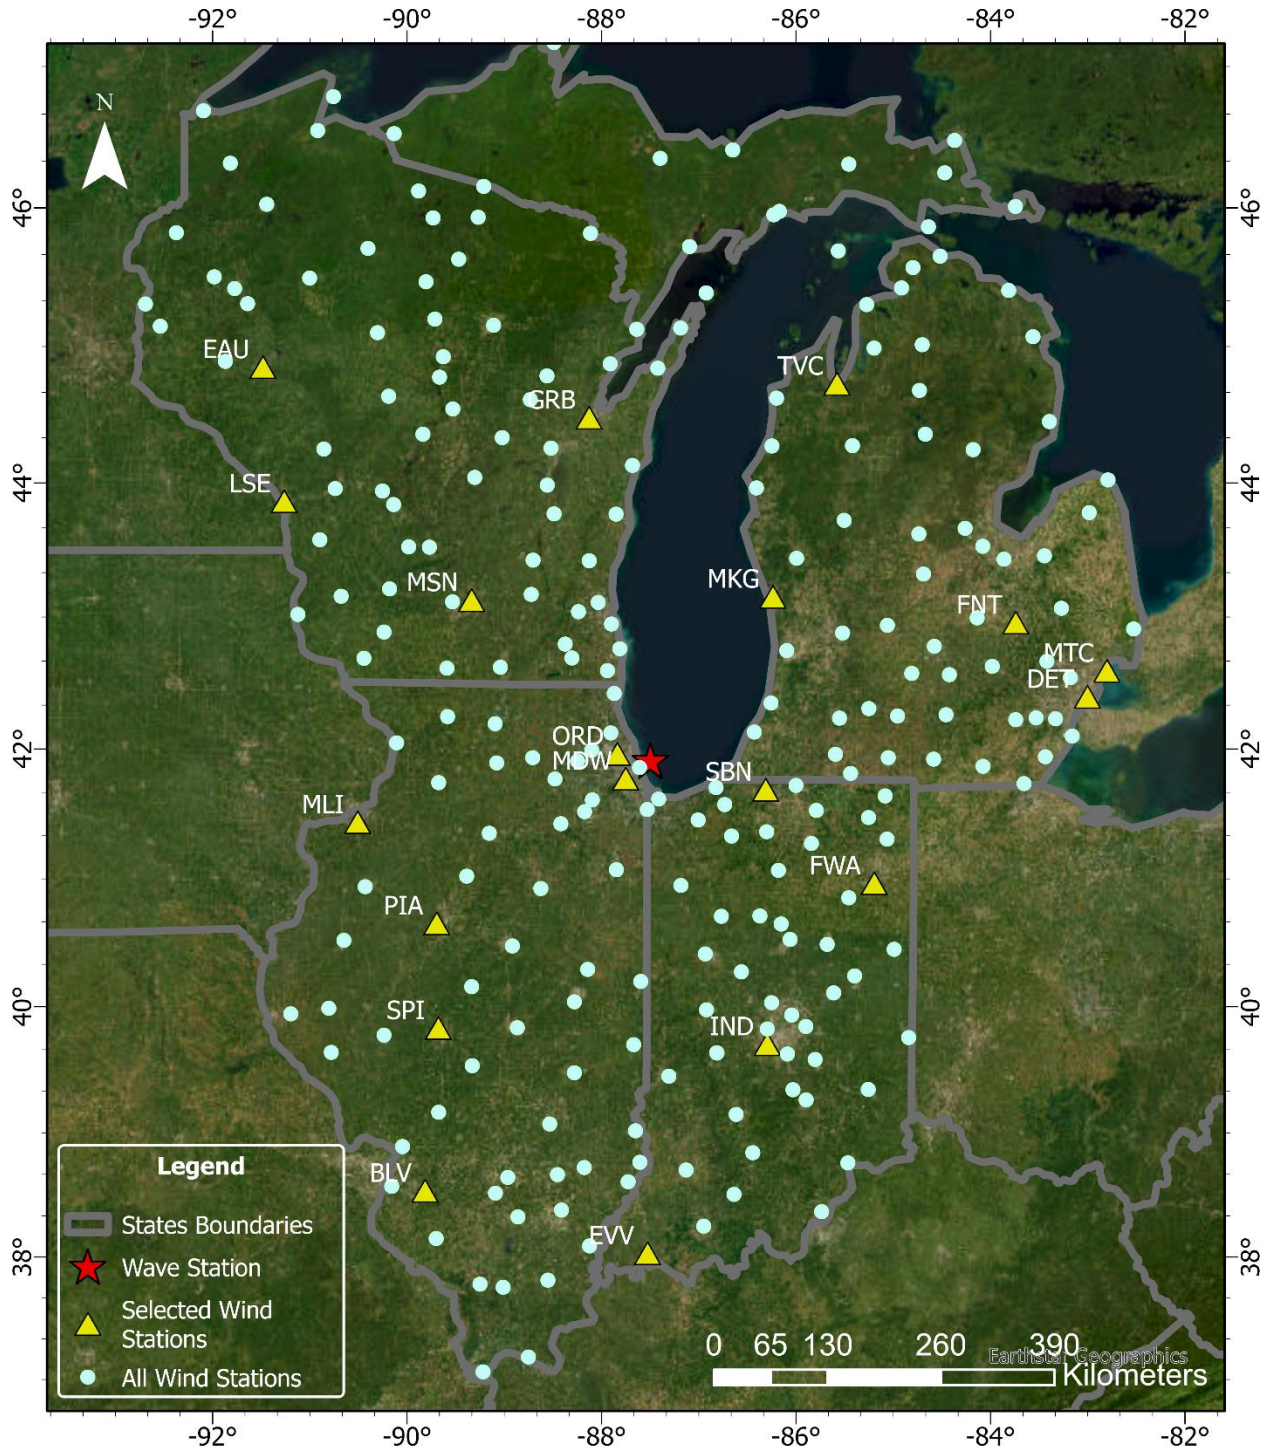 -92° -90° -88° -86° -84° -82°
N
46° 46°
EAU
TVC
GRB
44° 44°
LSE
MKG
MSN
FNT
MTC
DET
42° 42°
ORD
MDW
SBN
MLI
FWA
PIA
40° 40°
SPI
IND
BLV
EVV
38° 38°
Legend
States Boundaries
Wave Station
Selected Wind
Stations
All Wind Stations
0 65 130 260 390
Earthstar Geographics
Kilometers
-92° -90° -88° -86° -84° -82°